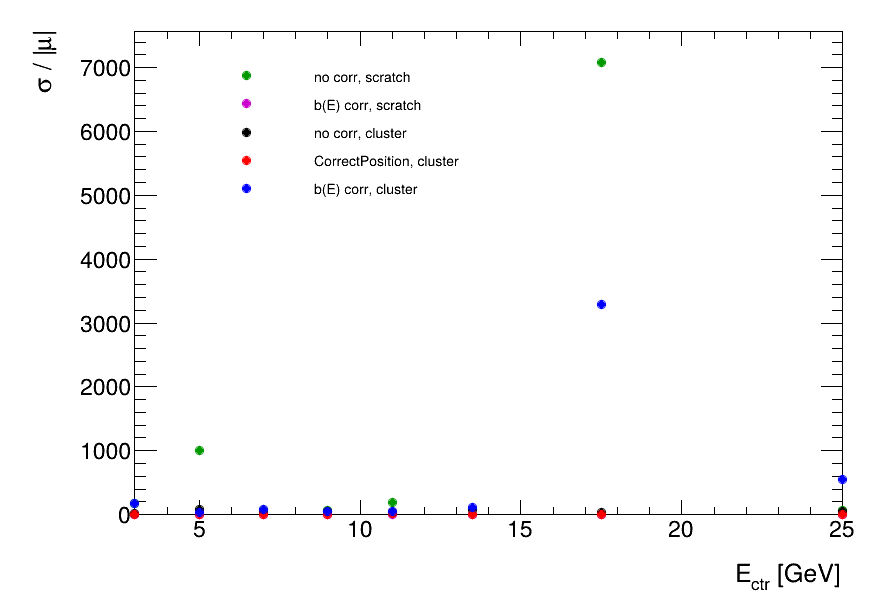 σ / |μ|
7000
6000
5000
4000
3000
2000
1000
0
no corr, scratch
b(E) corr, scratch
no corr, cluster
CorrectPosition, cluster
b(E) corr, cluster
5 10 15 20 25
E_ctr [GeV]